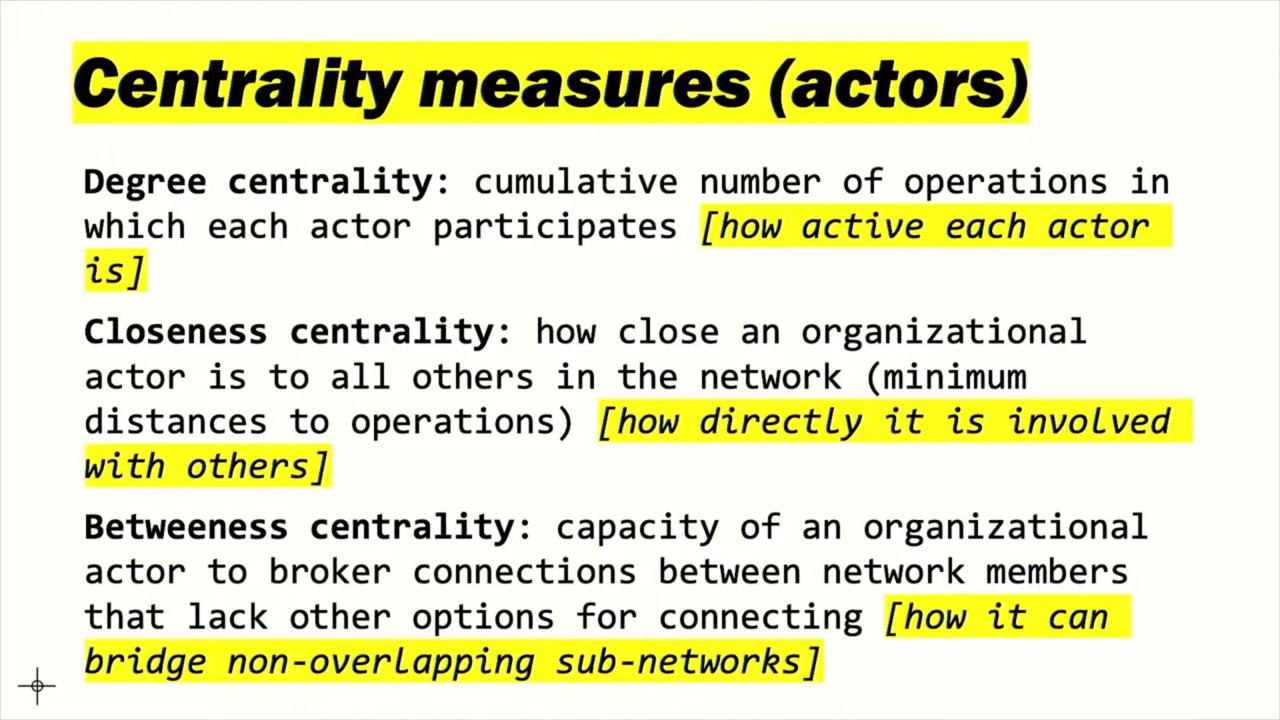 Centrality measures (actors)
Degree centrality: cumulative number of operations in
which each actor participates [how active each actor
is]
Closeness centrality: how close an organizational
actor is to all others in the network (minimum
distances to operations) [how directly it is involved
with others]
Betweeness centrality: capacity of an organizational
actor to broker connections between network members
that lack other options for connecting [how it can
bridge non-overlapping sub-networks]